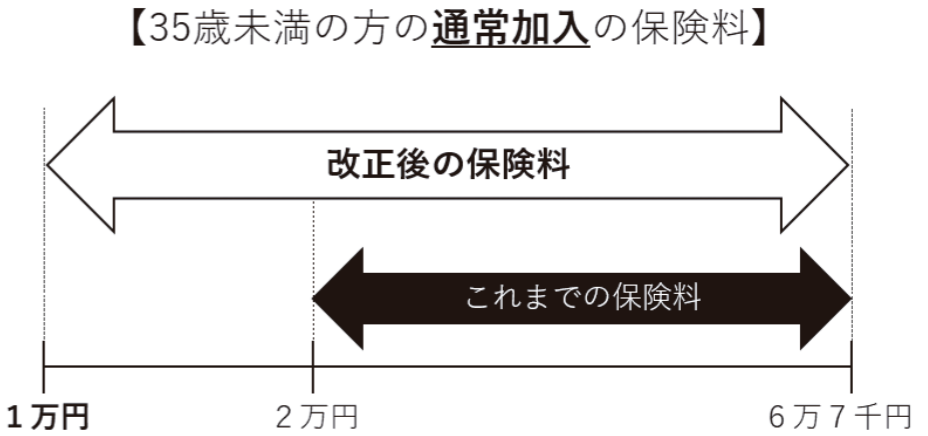 【35歳未満の方の通常加入の保険料】
改正後の保険料
これまでの保険料
1万円
2万円
6万7千円